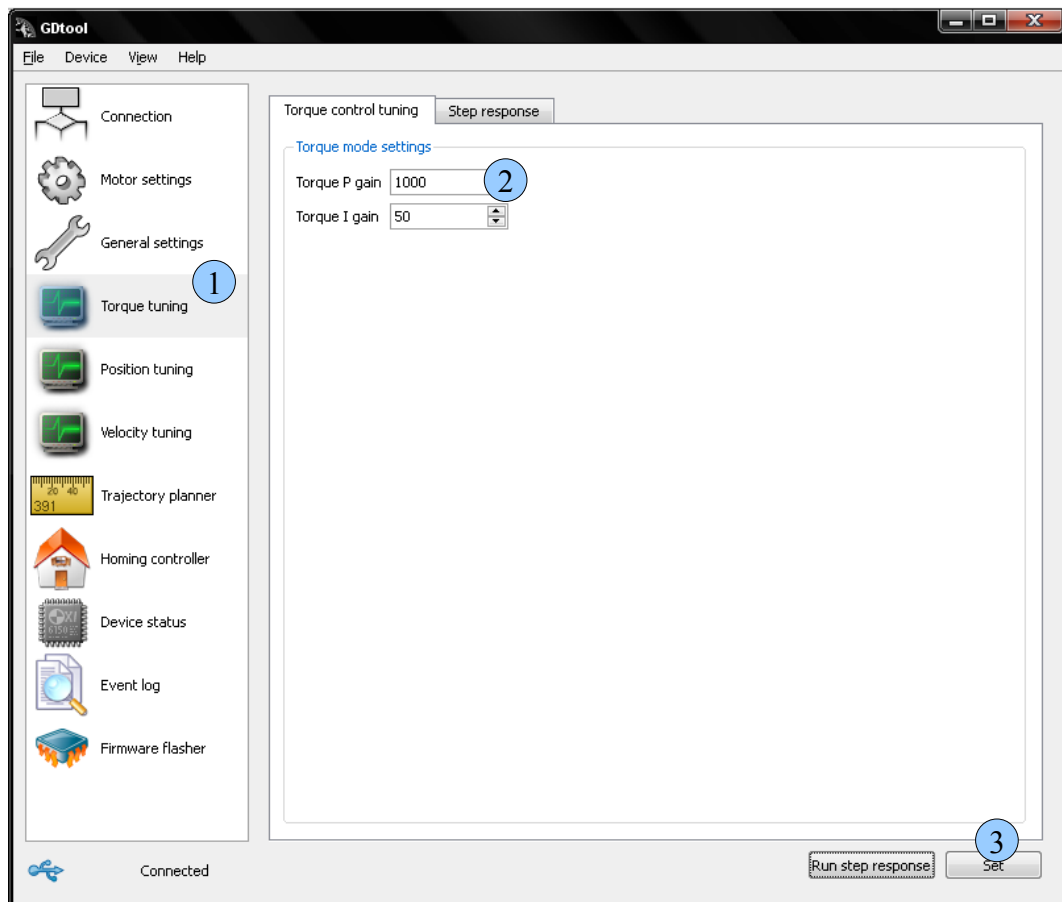 GDtool
File Device View Help
Connection
Motor settings
General settings
1
Torque tuning
Position tuning
Velocity tuning
20 40
391
Trajectory planner
Homing controller
XI
6150
Device status
Event log
Firmware flasher
Torque control tuning Step response
Torque mode settings
Torque P gain 1000 2
Torque I gain 50
Connected
Run step response
3
Set